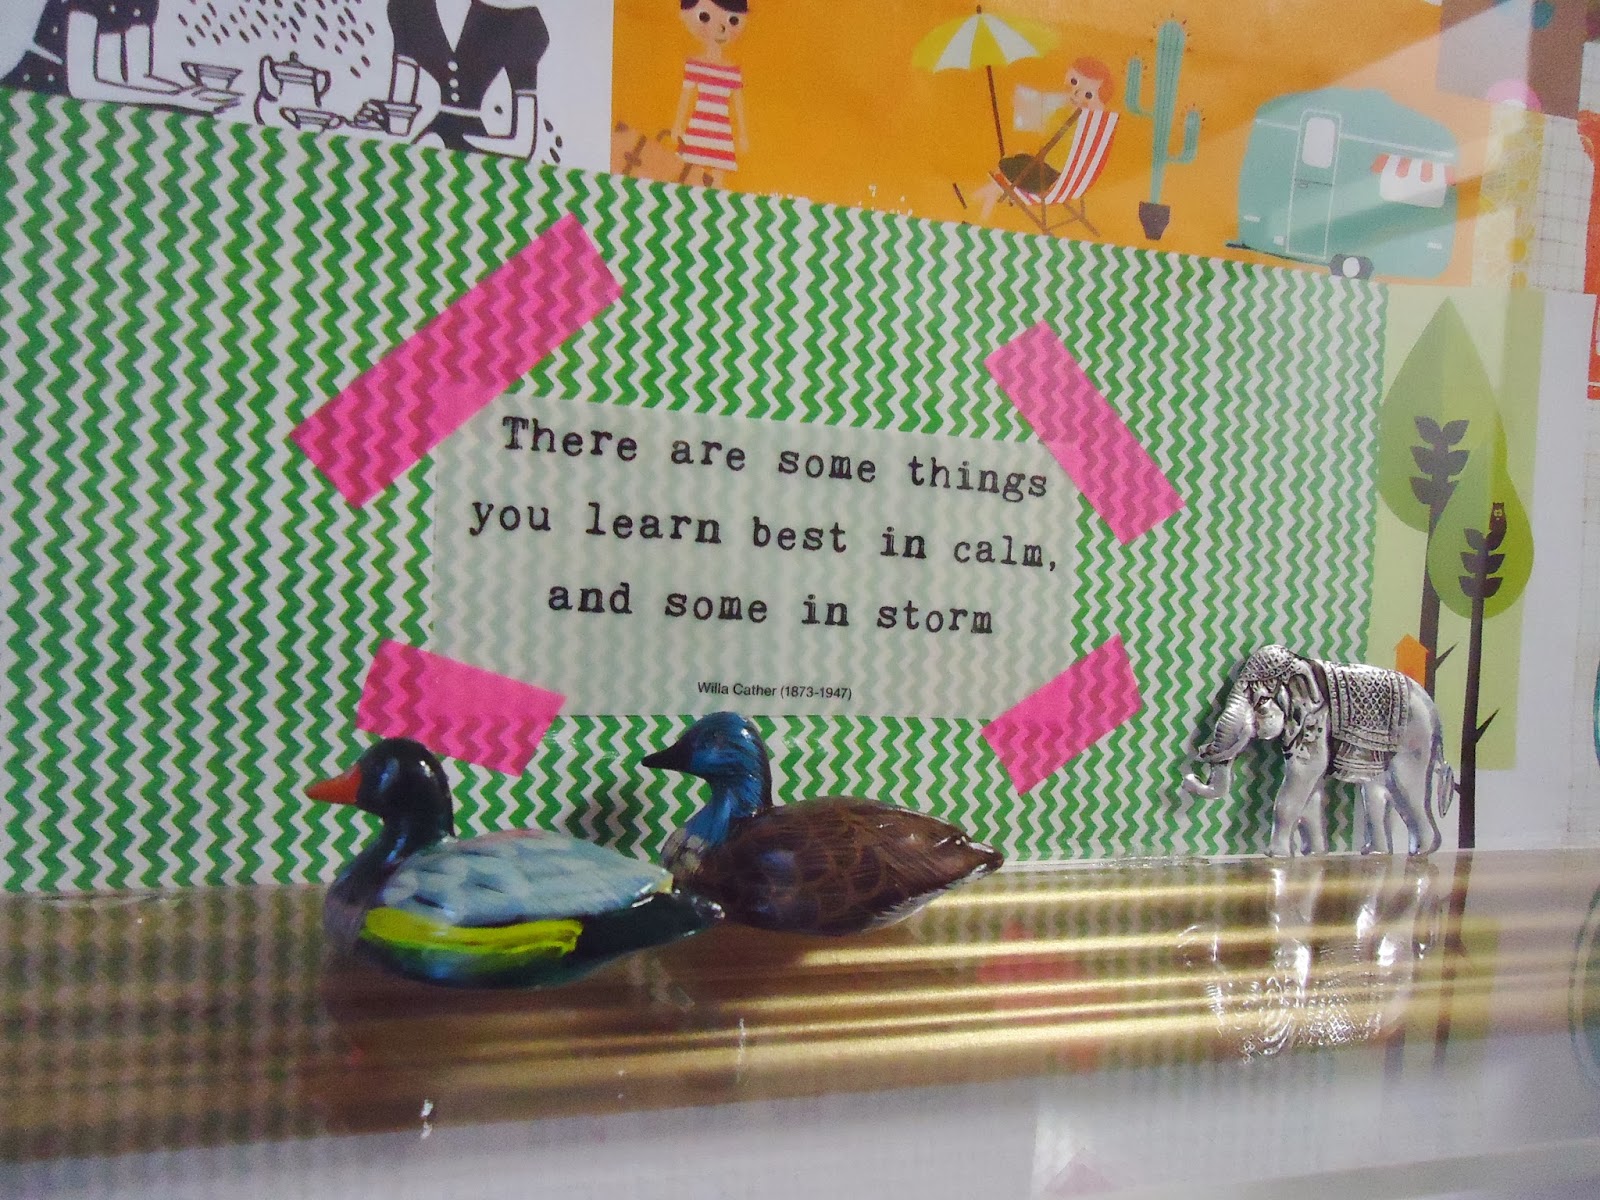 There are some things
you learn best in calm,
and some in storm
Willa Cather (1873-1947)